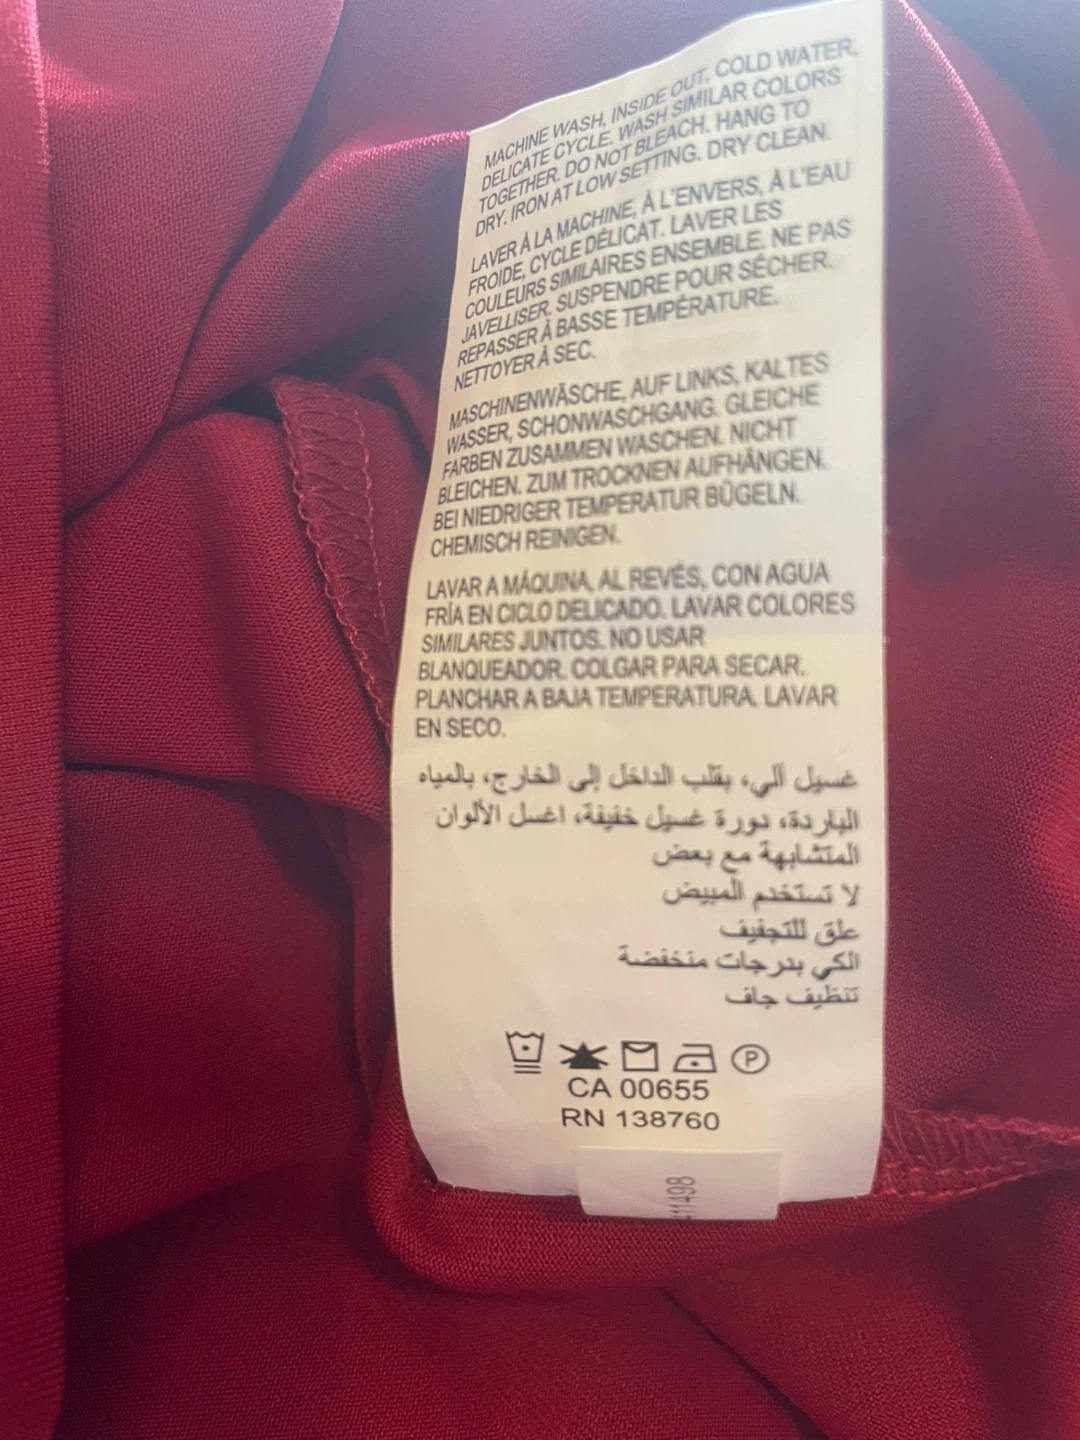 MACHINE WASH, INSIDE OUT, COLD WATER,
DELICATE CYCLE. WASH SIMILAR COLORS
TOGETHER. DO NOT BLEACH. HANG TO
DRY. IRON AT LOW SETTING. DRY CLEAN.
LAVER À LA MACHINE, À L'ENVERS, À L'EAU
FROIDE, CYCLE DÉLICAT. LAVER LES
COULEURS SIMILAIRES ENSEMBLE. NE PAS
JAVELLISER. SUSPENDRE POUR SÉCHER.
REPASSER À BASSE TEMPÉRATURE.
NETTOYER À SEC.
MASCHINENWÄSCHE, AUF LINKS, KALTES
WASSER, SCHONWASCHGANG. GLEICHE
FARBEN ZUSAMMEN WASCHEN. NICHT
BLEICHEN. ZUM TROCKNEN AUFHÄNGEN.
BEI NIEDRIGER TEMPERATUR BÜGELN.
CHEMISCH REINIGEN.
LAVAR A MÁQUINA, AL REVÉS, CON AGUA
FRÍA EN CICLO DELICADO. LAVAR COLORES
SIMILARES JUNTOS. NO USAR
BLANQUEADOR. COLGAR PARA SECAR.
PLANCHAR A BAJA TEMPERATURA. LAVAR
EN SECO.
غسيل آلي، بقلب الداخل إلى الخارج، بالمياه
الباردة، دورة غسيل خفيفة، اغسل الألوان
المتشابهة مع بعض
لا تستخدم المبيض
علق للتجفيف
الكي بدرجات منخفضة
تنظيف جاف
P
CA 00655
RN 138760
11498